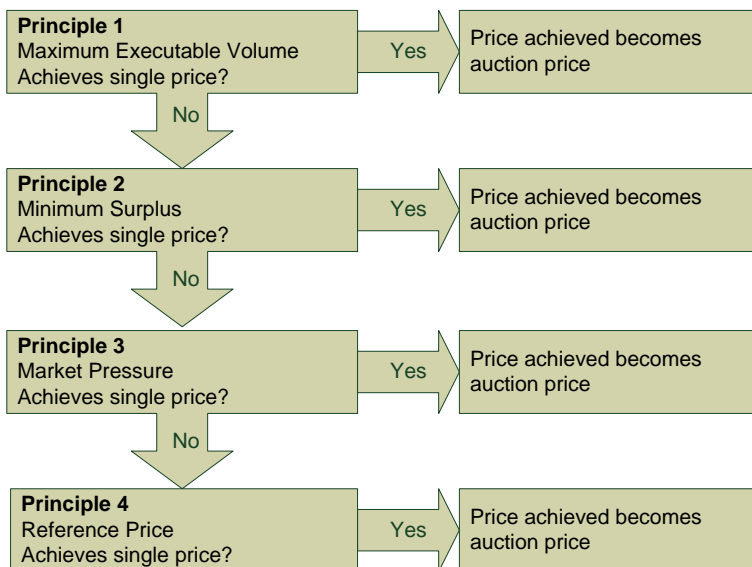 Principle 1
Maximum Executable Volume
Achieves single price?
Yes
Price achieved becomes
auction price
No
Principle 2
Minimum Surplus
Achieves single price?
Yes
Price achieved becomes
auction price
No
Principle 3
Market Pressure
Achieves single price?
Yes
Price achieved becomes
auction price
No
Principle 4
Reference Price
Achieves single price?
Yes
Price achieved becomes
auction price